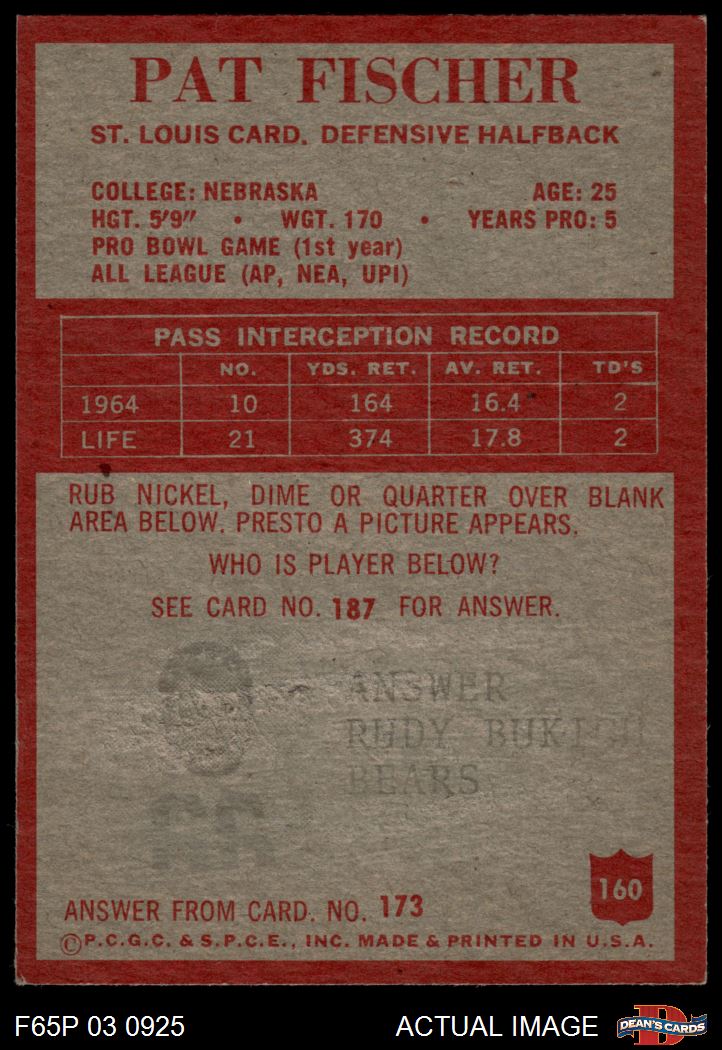 PAT FISCHER
ST. LOUIS CARD. DEFENSIVE HALFBACK
COLLEGE: NEBRASKA AGE: 25
HGT. 5'9" • WGT. 170 • YEARS PRO: 5
PRO BOWL GAME (1st year)
ALL LEAGUE (AP, NEA, UPI)
PASS INTERCEPTION RECORD
NO. YDS. RET. AV. RET. TD'S
1964 10 164 16.4 2
LIFE 21 374 17.8 2
RUB NICKEL, DIME OR QUARTER OVER BLANK
AREA BELOW. PRESTO A PICTURE APPEARS.
WHO IS PLAYER BELOW?
SEE CARD NO. 187 FOR ANSWER.
ANSWER
RUDY BUKICH
BEARS
160
ANSWER FROM CARD. NO. 173
©P.C.G.C. & S.P.C.E., INC. MADE & PRINTED IN U.S.A.
F65P 03 0925 ACTUAL IMAGE
D
DEAN'S CARDS